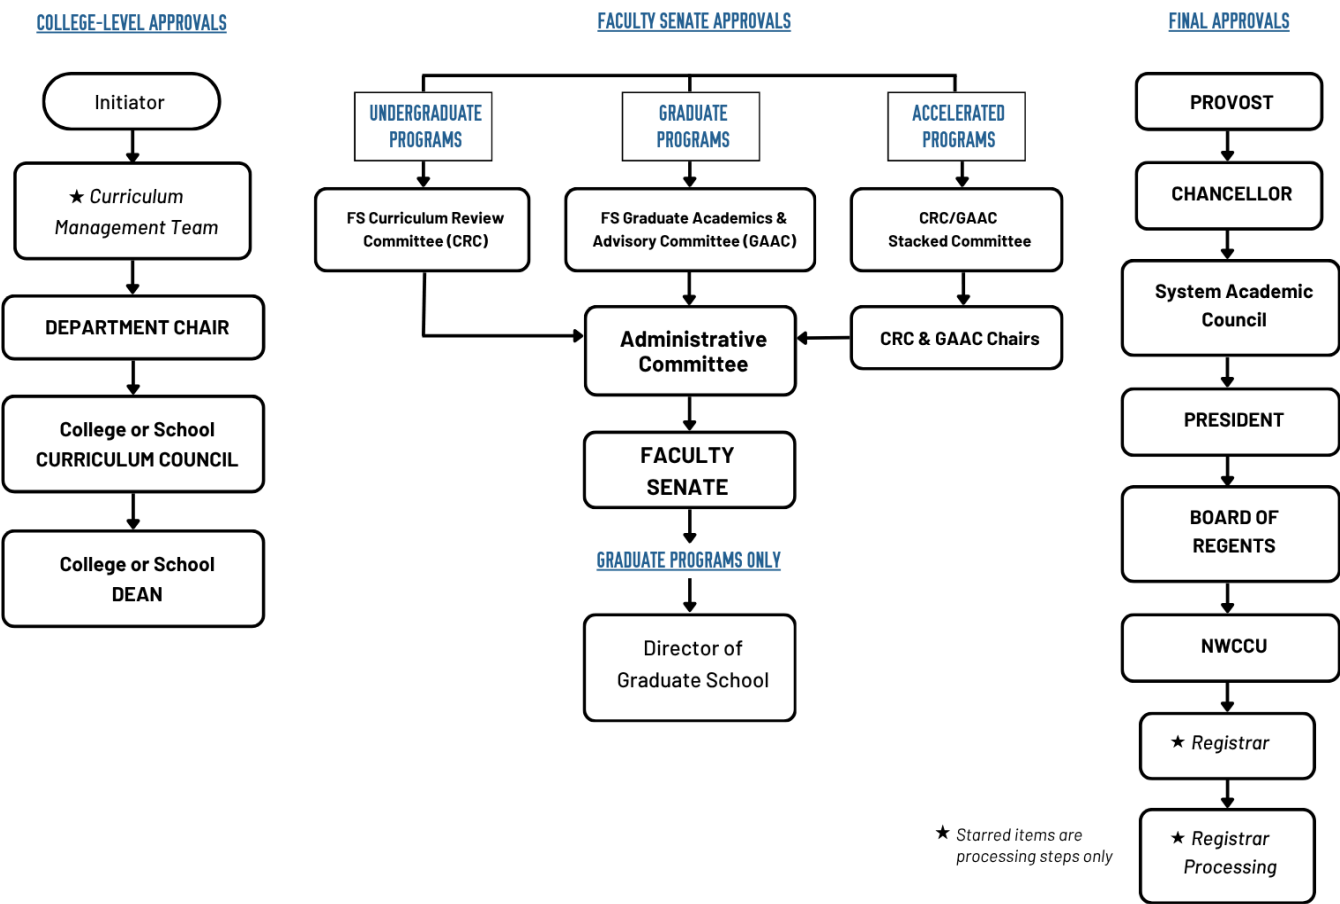 COLLEGE-LEVEL APPROVALS
Initiator
★ Curriculum
Management Team
DEPARTMENT CHAIR
College or School
CURRICULUM COUNCIL
College or School
DEAN
FACULTY SENATE APPROVALS
UNDERGRADUATE
PROGRAMS
GRADUATE
PROGRAMS
ACCELERATED
PROGRAMS
FS Curriculum Review
Committee (CRC)
FS Graduate Academics &
Advisory Committee (GAAC)
CRC/GAAC
Stacked Committee
Administrative
Committee
CRC & GAAC Chairs
FACULTY
SENATE
GRADUATE PROGRAMS ONLY
Director of
Graduate School
FINAL APPROVALS
PROVOST
CHANCELLOR
System Academic
Council
PRESIDENT
BOARD OF
REGENTS
NWCCU
★ Registrar
★ Registrar
Processing
★ Starred items are
processing steps only